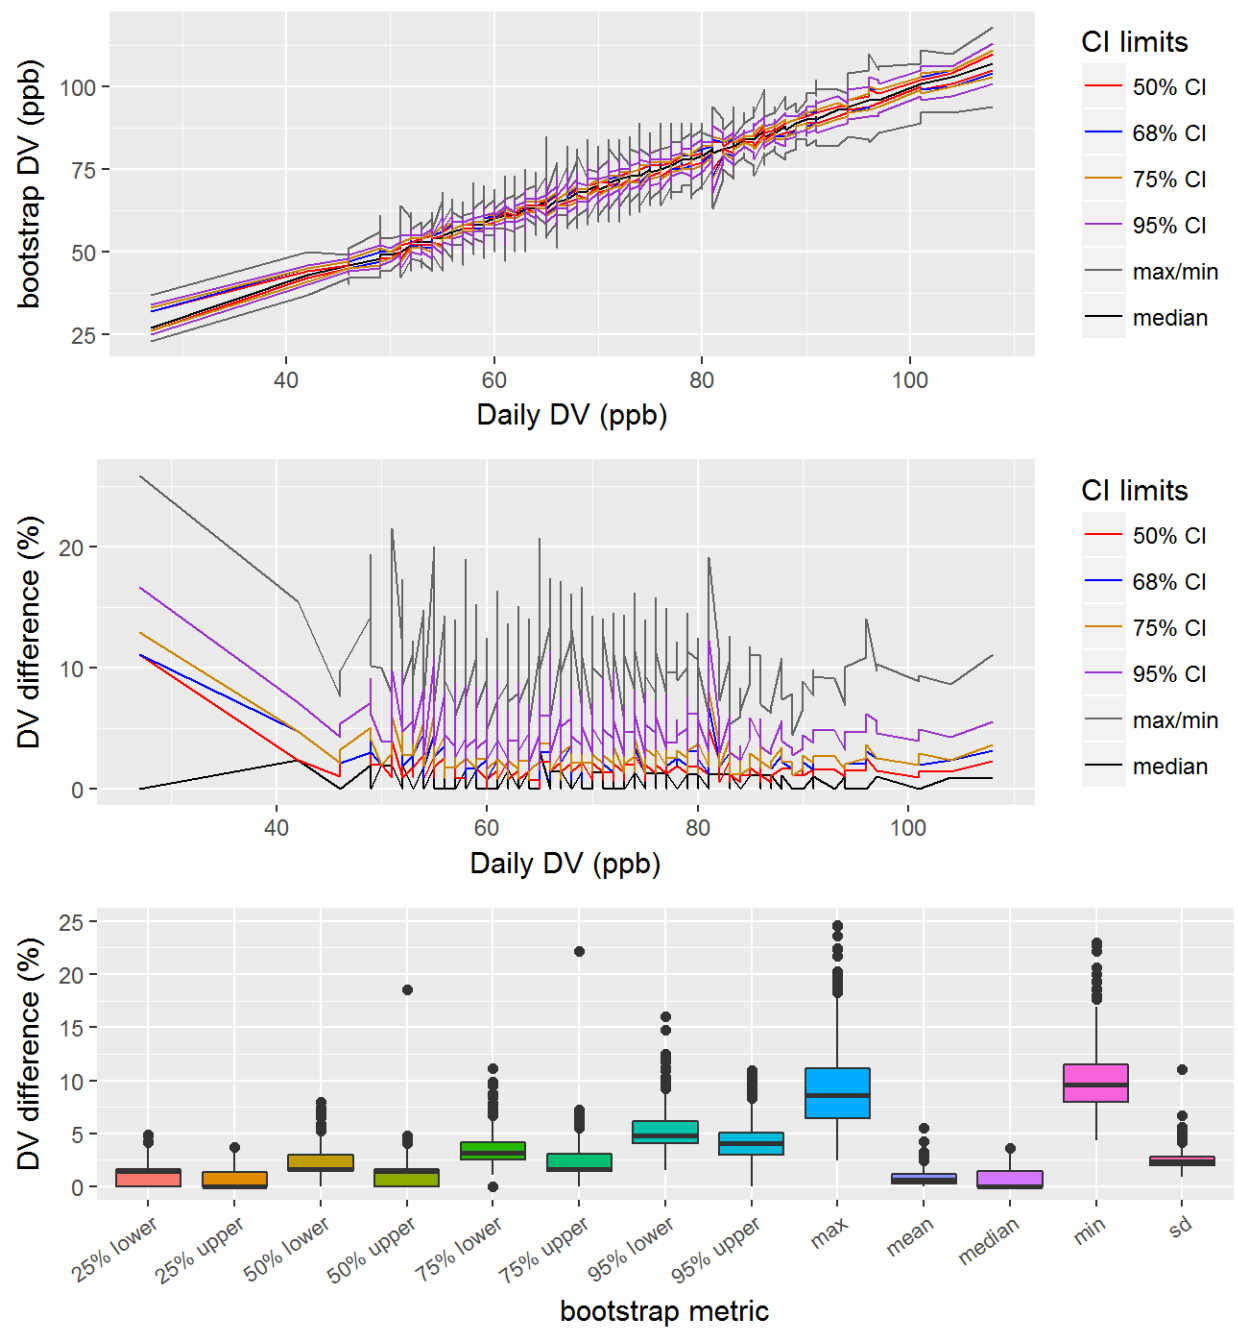 bootstrap DV (ppb)
100
75
50
25
40
60
80
100
Daily DV (ppb)
CI limits
50% CI
68% CI
75% CI
95% CI
max/min
median
DV difference (%)
20
10
0
40
60
80
100
Daily DV (ppb)
CI limits
50% CI
68% CI
75% CI
95% CI
max/min
median
DV difference (%)
25
20
15
10
5
0
25% lower
25% upper
50% lower
50% upper
75% lower
75% upper
95% lower
95% upper
max
mean
median
min
sd
bootstrap metric